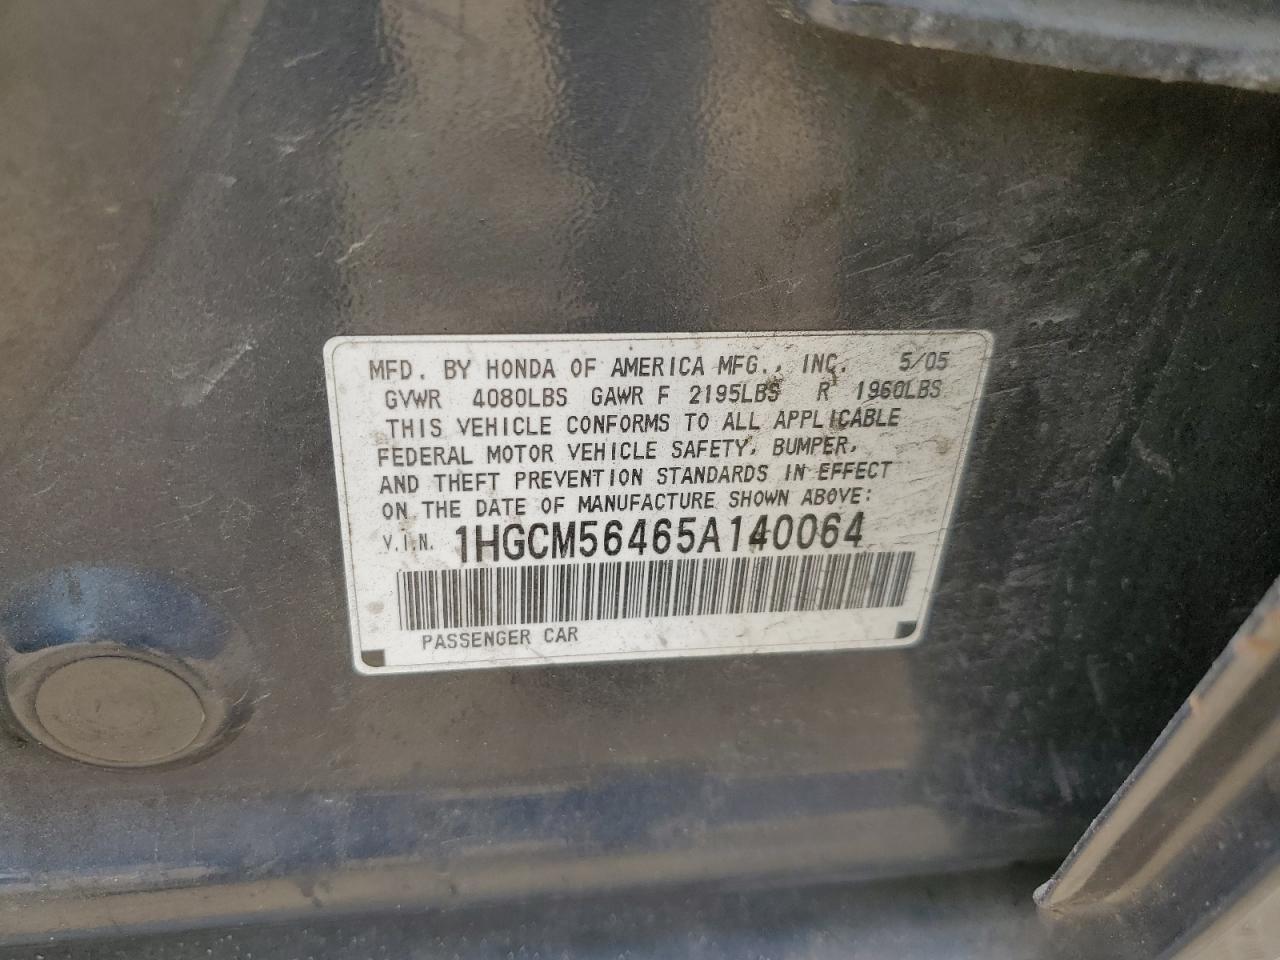 MFD. BY HONDA OF AMERICA MFG., INC. 5/05
GVWR 4080LBS GAWR F 2195LBS R 1960LBS
THIS VEHICLE CONFORMS TO ALL APPLICABLE
FEDERAL MOTOR VEHICLE SAFETY, BUMPER,
AND THEFT PREVENTION STANDARDS IN EFFECT
ON THE DATE OF MANUFACTURE SHOWN ABOVE:
V.I.N. 1HGCM56465A140064
PASSENGER CAR